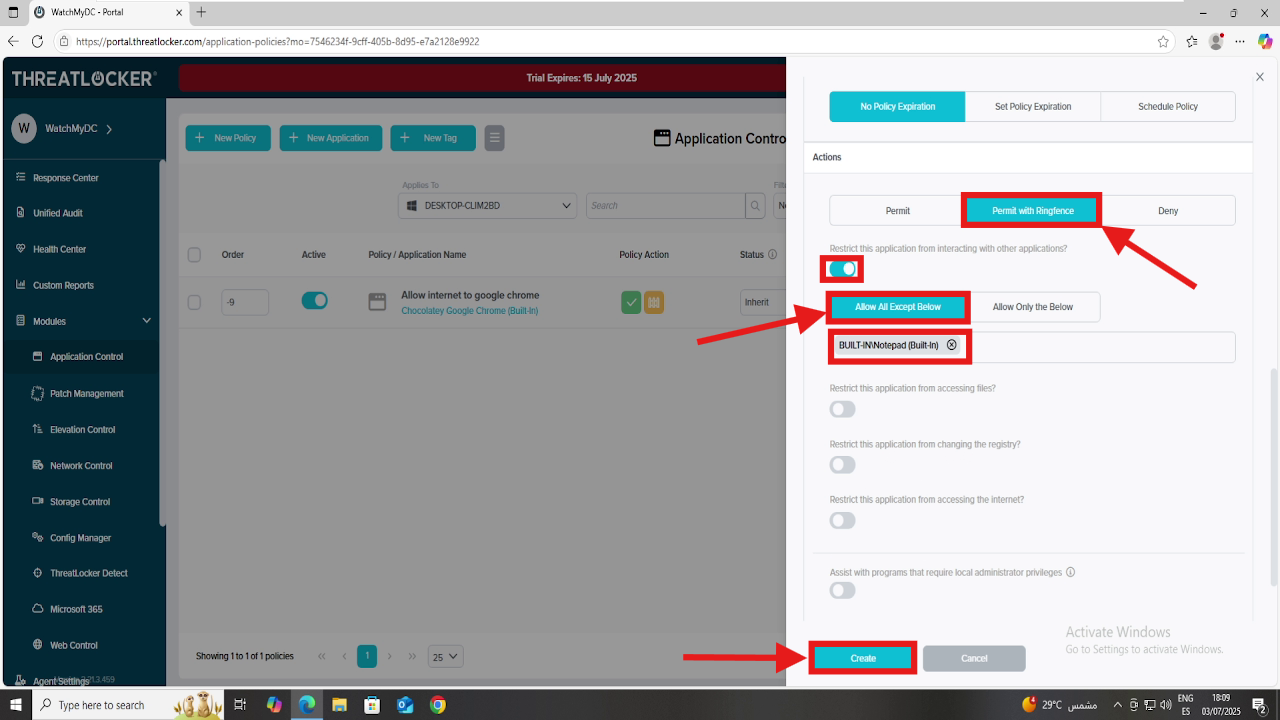 WatchMyDC - Portal
https://portal.threatlocker.com/application-policies?mo=7546234f-9cff-405b-8d95-e7a2128e9922
THREATLOCKER
Trial Expires: 15 July 2025
W WatchMyDC
Response Center
Unified Audit
Health Center
Custom Reports
Modules
Application Control
Patch Management
Elevation Control
Network Control
Storage Control
Config Manager
ThreatLocker Detect
Microsoft 365
Web Control
Agent Settings
New Policy
New Application
New Tag
Application Contro
Applies To
DESKTOP-CLIM2BD
Search
Order Active Policy / Application Name Policy Action Status
-9
Allow internet to google chrome
Chocolatey Google Chrome (Built-In)
Inherit
Showing 1 to 1 of 1 policies
1
25
No Policy Expiration Set Policy Expiration Schedule Policy
Actions
Permit Permit with Ringfence Deny
Restrict this application from interacting with other applications?
Allow All Except Below Allow Only the Below
BUILT-IN\Notepad (Built-In)
Restrict this application from accessing files?
Restrict this application from changing the registry?
Restrict this application from accessing the internet?
Assist with programs that require local administrator privileges
Create Cancel
Activate Windows
Go to Settings to activate Windows.
Type here to search
29°C مشمس
ENG
ES
18:09
03/07/2025